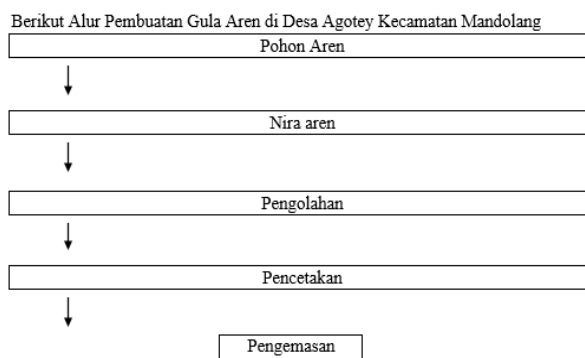 Berikut Alur Pembuatan Gula Aren di Desa Agotey Kecamatan Mandolang
Pohon Aren
Nira aren
Pengolahan
Pencetakan
Pengemasan